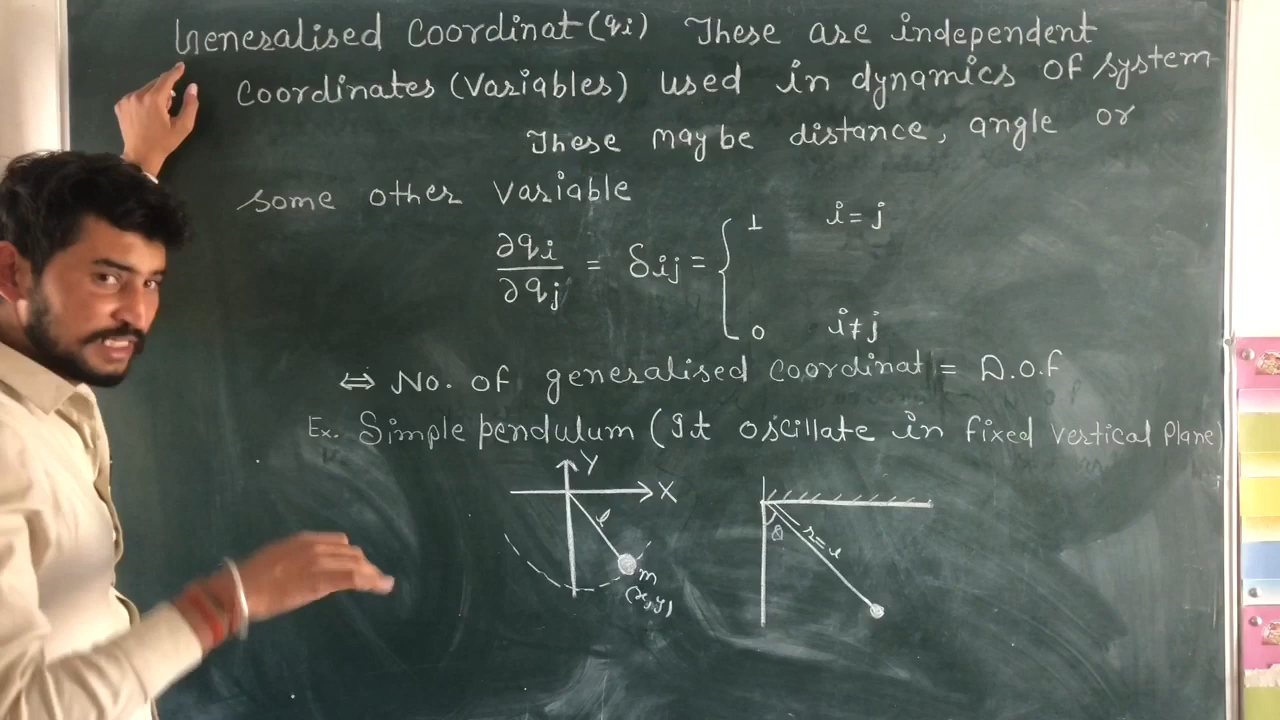 Generalised Coordinat (qi) These are independent
Coordinates (Variables) used in dynamics of system
These may be distance, angle or
some other variable
∂qi/∂qj = δij = { 1 i = j
0 i ≠ j
⇔ No. of generalised coordinat = D.O.f
Ex. Simple pendulum (It oscillate in fixed vertical plane)
Y
X
l
m
(x,y)
θ
r=l